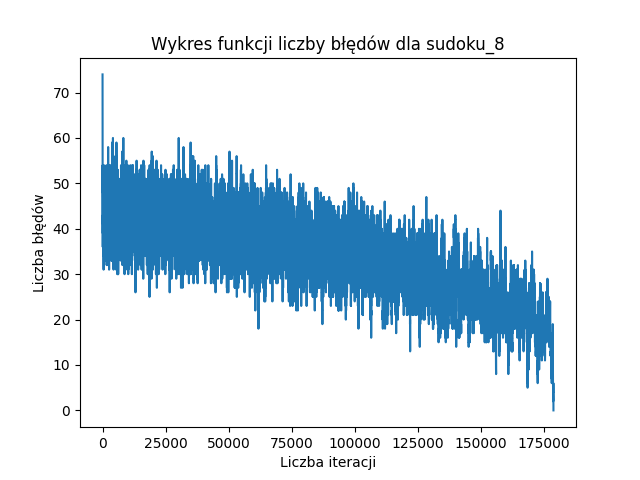 Wykres funkcji liczby błędów dla sudoku_8
Liczba błędów
70
60
50
40
30
20
10
0
0 25000 50000 75000 100000 125000 150000 175000
Liczba iteracji